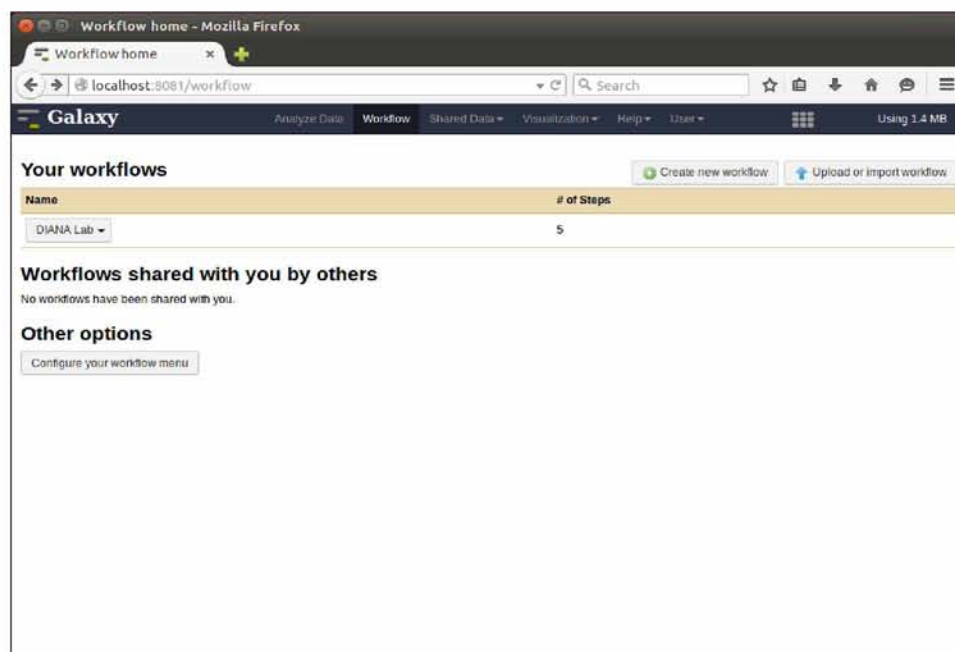 Workflow home - Mozilla Firefox
Workflow home ×
localhost:8081/workflow Search
Galaxy Analyze Data Workflow Shared Data Visualization Help User Using 1.4 MB
Your workflows Create new workflow Upload or import workflow
Name # of Steps
DIANA Lab 5
Workflows shared with you by others
No workflows have been shared with you.
Other options
Configure your workflow menu